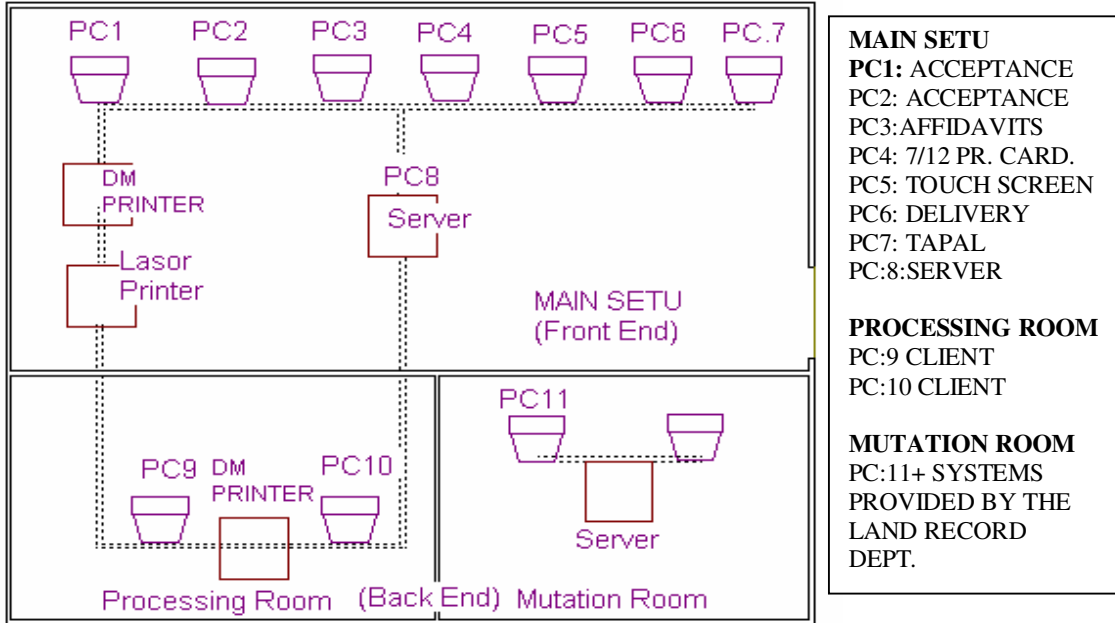 PC1 PC2 PC3 PC4 PC5 PC6 PC.7
DM
PRINTER
PC8
Server
Lasor
Printer
MAIN SETU
(Front End)
PC9 DM
PRINTER
PC10
PC11
Server
Processing Room (Back End) Mutation Room
MAIN SETU
PC1: ACCEPTANCE
PC2: ACCEPTANCE
PC3:AFFIDAVITS
PC4: 7/12 PR. CARD.
PC5: TOUCH SCREEN
PC6: DELIVERY
PC7: TAPAL
PC:8:SERVER
PROCESSING ROOM
PC:9 CLIENT
PC:10 CLIENT
MUTATION ROOM
PC:11+ SYSTEMS
PROVIDED BY THE
LAND RECORD
DEPT.